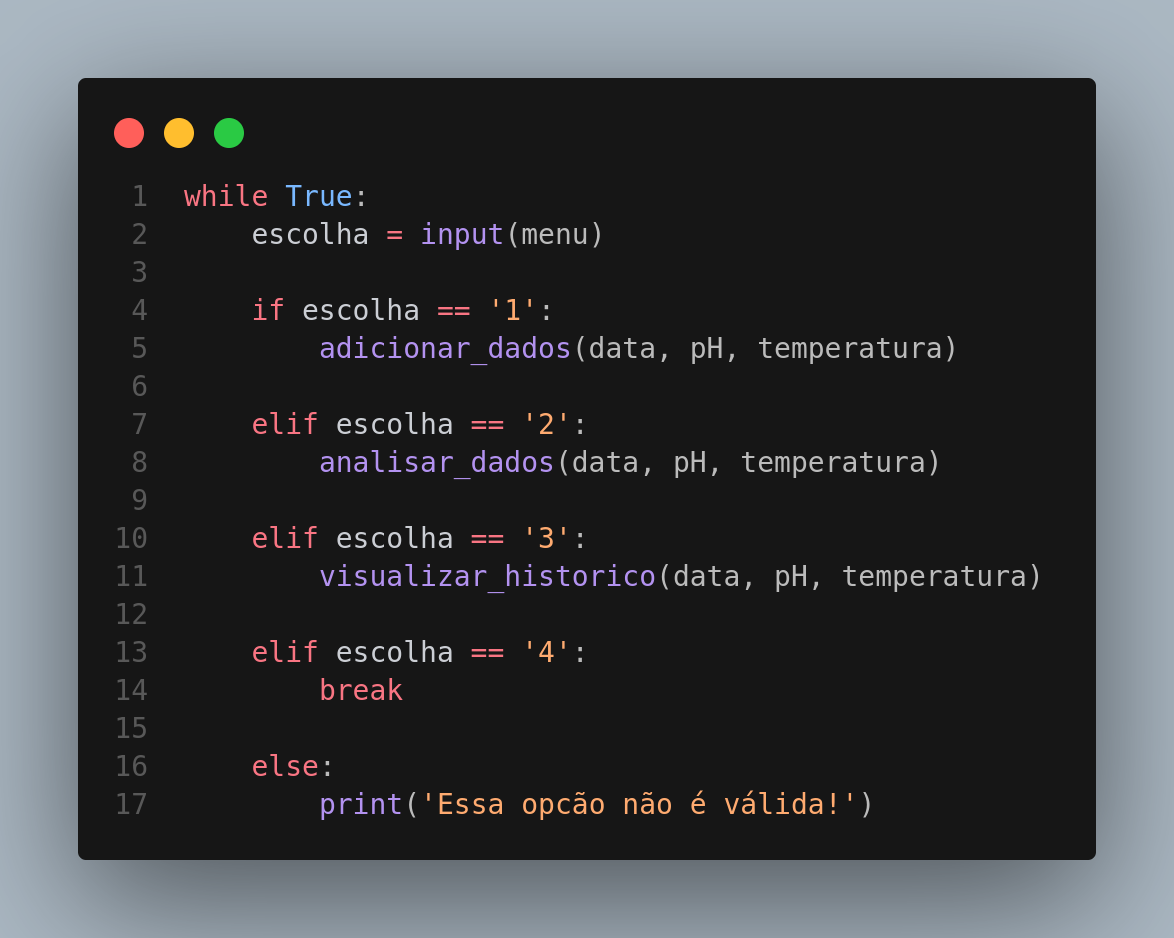 1 while True:
2     escolha = input(menu)
3
4     if escolha == '1':
5         adicionar_dados(data, pH, temperatura)
6
7     elif escolha == '2':
8         analisar_dados(data, pH, temperatura)
9
10     elif escolha == '3':
11         visualizar_historico(data, pH, temperatura)
12
13     elif escolha == '4':
14         break
15
16     else:
17         print('Essa opcão não é válida!')